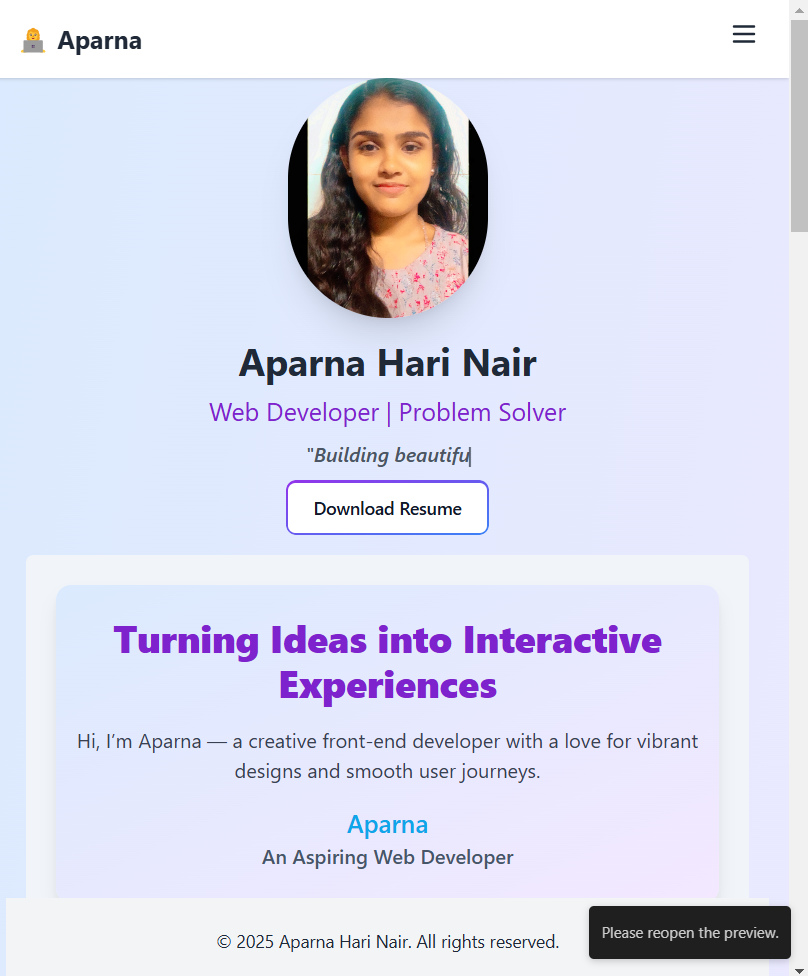 Aparna
Aparna Hari Nair
Web Developer | Problem Solver
"Building beautifu
Download Resume
Turning Ideas into Interactive
Experiences
Hi, I’m Aparna — a creative front-end developer with a love for vibrant
designs and smooth user journeys.
Aparna
An Aspiring Web Developer
© 2025 Aparna Hari Nair. All rights reserved.
Please reopen the preview.